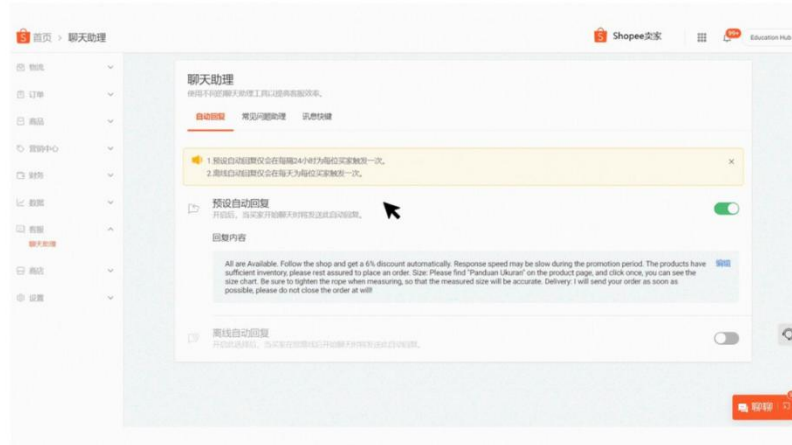 首页 > 聊天助理
Shopee卖家
99+
Education Hub
物流
订单
商品
营销中心
财务
数据
客服
聊天助理
商店
设置
聊天助理
使用不同的聊天助理工具以提高客服效率。
自动回复 常见问题助理 讯息快捷
1.预设自动回复仅会在每隔24小时为每位买家触发一次。
2.离线自动回复仅会在每天为每位买家触发一次。
预设自动回复
开启后，当买家开始聊天时将发送此自动回复。
回复内容
All are Available. Follow the shop and get a 6% discount automatically. Response speed may be slow during the promotion period. The products have
编辑
sufficient inventory, please rest assured to place an order. Size: Please find "Panduan Ukuran" on the product page, and click once, you can see the
size chart. Be sure to tighten the rope when measuring, so that the measured size will be accurate. Delivery: I will send your order as soon as
possible, please do not close the order at will!
离线自动回复
聊聊